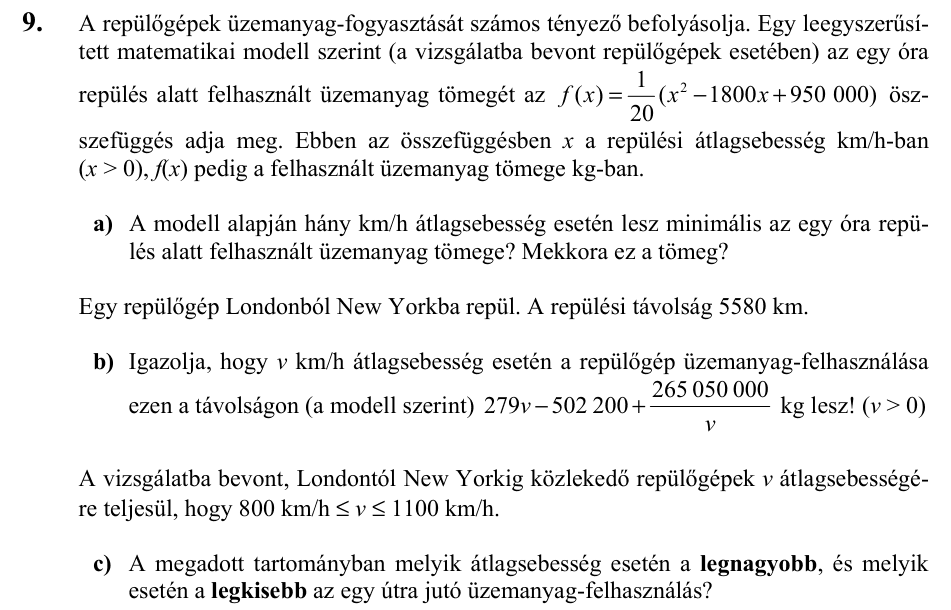 9. A repülőgépek üzemanyag-fogyasztását számos tényező befolyásolja. Egy leegyszerűsí-
tett matematikai modell szerint (a vizsgálatba bevont repülőgépek esetében) az egy óra
repülés alatt felhasznált üzemanyag tömegét az f(x) = 1/20 (x² − 1800x + 950 000) ösz-
szefüggés adja meg. Ebben az összefüggésben x a repülési átlagsebesség km/h-ban
(x > 0), f(x) pedig a felhasznált üzemanyag tömege kg-ban.
a) A modell alapján hány km/h átlagsebesség esetén lesz minimális az egy óra repü-
lés alatt felhasznált üzemanyag tömege? Mekkora ez a tömeg?
Egy repülőgép Londonból New Yorkba repül. A repülési távolság 5580 km.
b) Igazolja, hogy v km/h átlagsebesség esetén a repülőgép üzemanyag-felhasználása
ezen a távolságon (a modell szerint) 279v − 502 200 + 265 050 000/v kg lesz! (v > 0)
A vizsgálatba bevont, Londontól New Yorkig közlekedő repülőgépek v átlagsebességé-
re teljesül, hogy 800 km/h ≤ v ≤ 1100 km/h.
c) A megadott tartományban melyik átlagsebesség esetén a legnagyobb, és melyik
esetén a legkisebb az egy útra jutó üzemanyag-felhasználás?